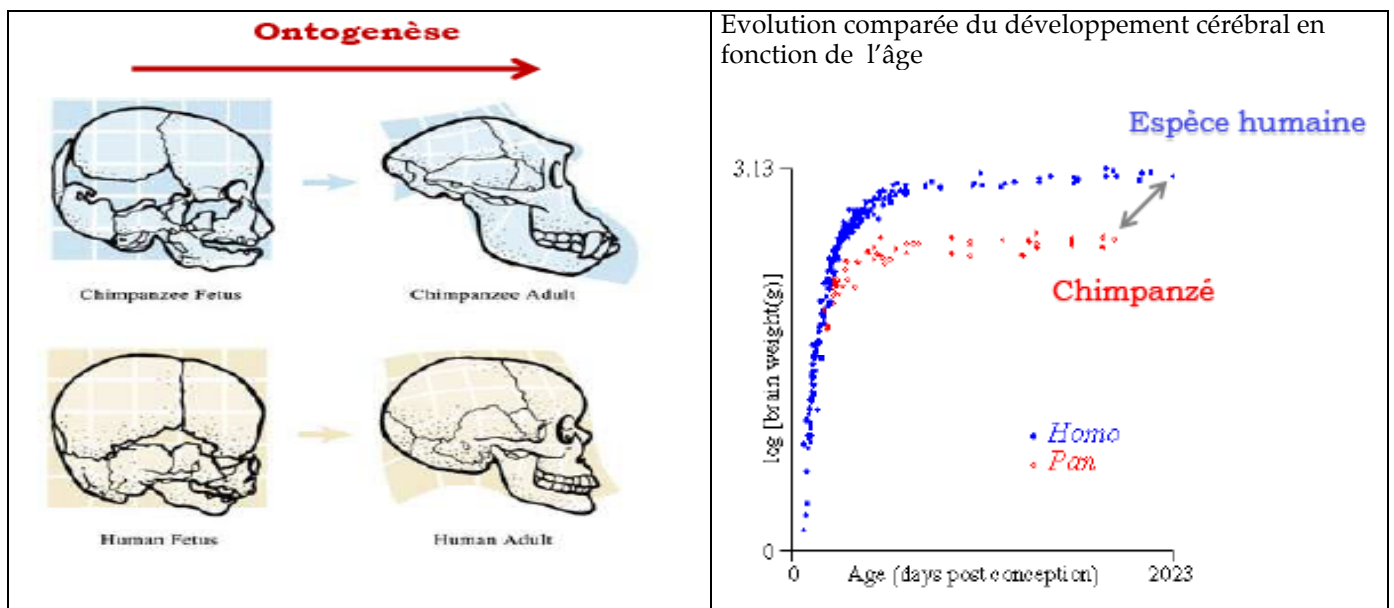 Ontogenèse
Chimpanzee Fetus
Chimpanzee Adult
Human Fetus
Human Adult
Evolution comparée du développement cérébral en
fonction de l'âge
Espèce humaine
3.13
Chimpanzé
log [brain weight(g)]
Homo
Pan
0
0
Age (days post conception)
2023